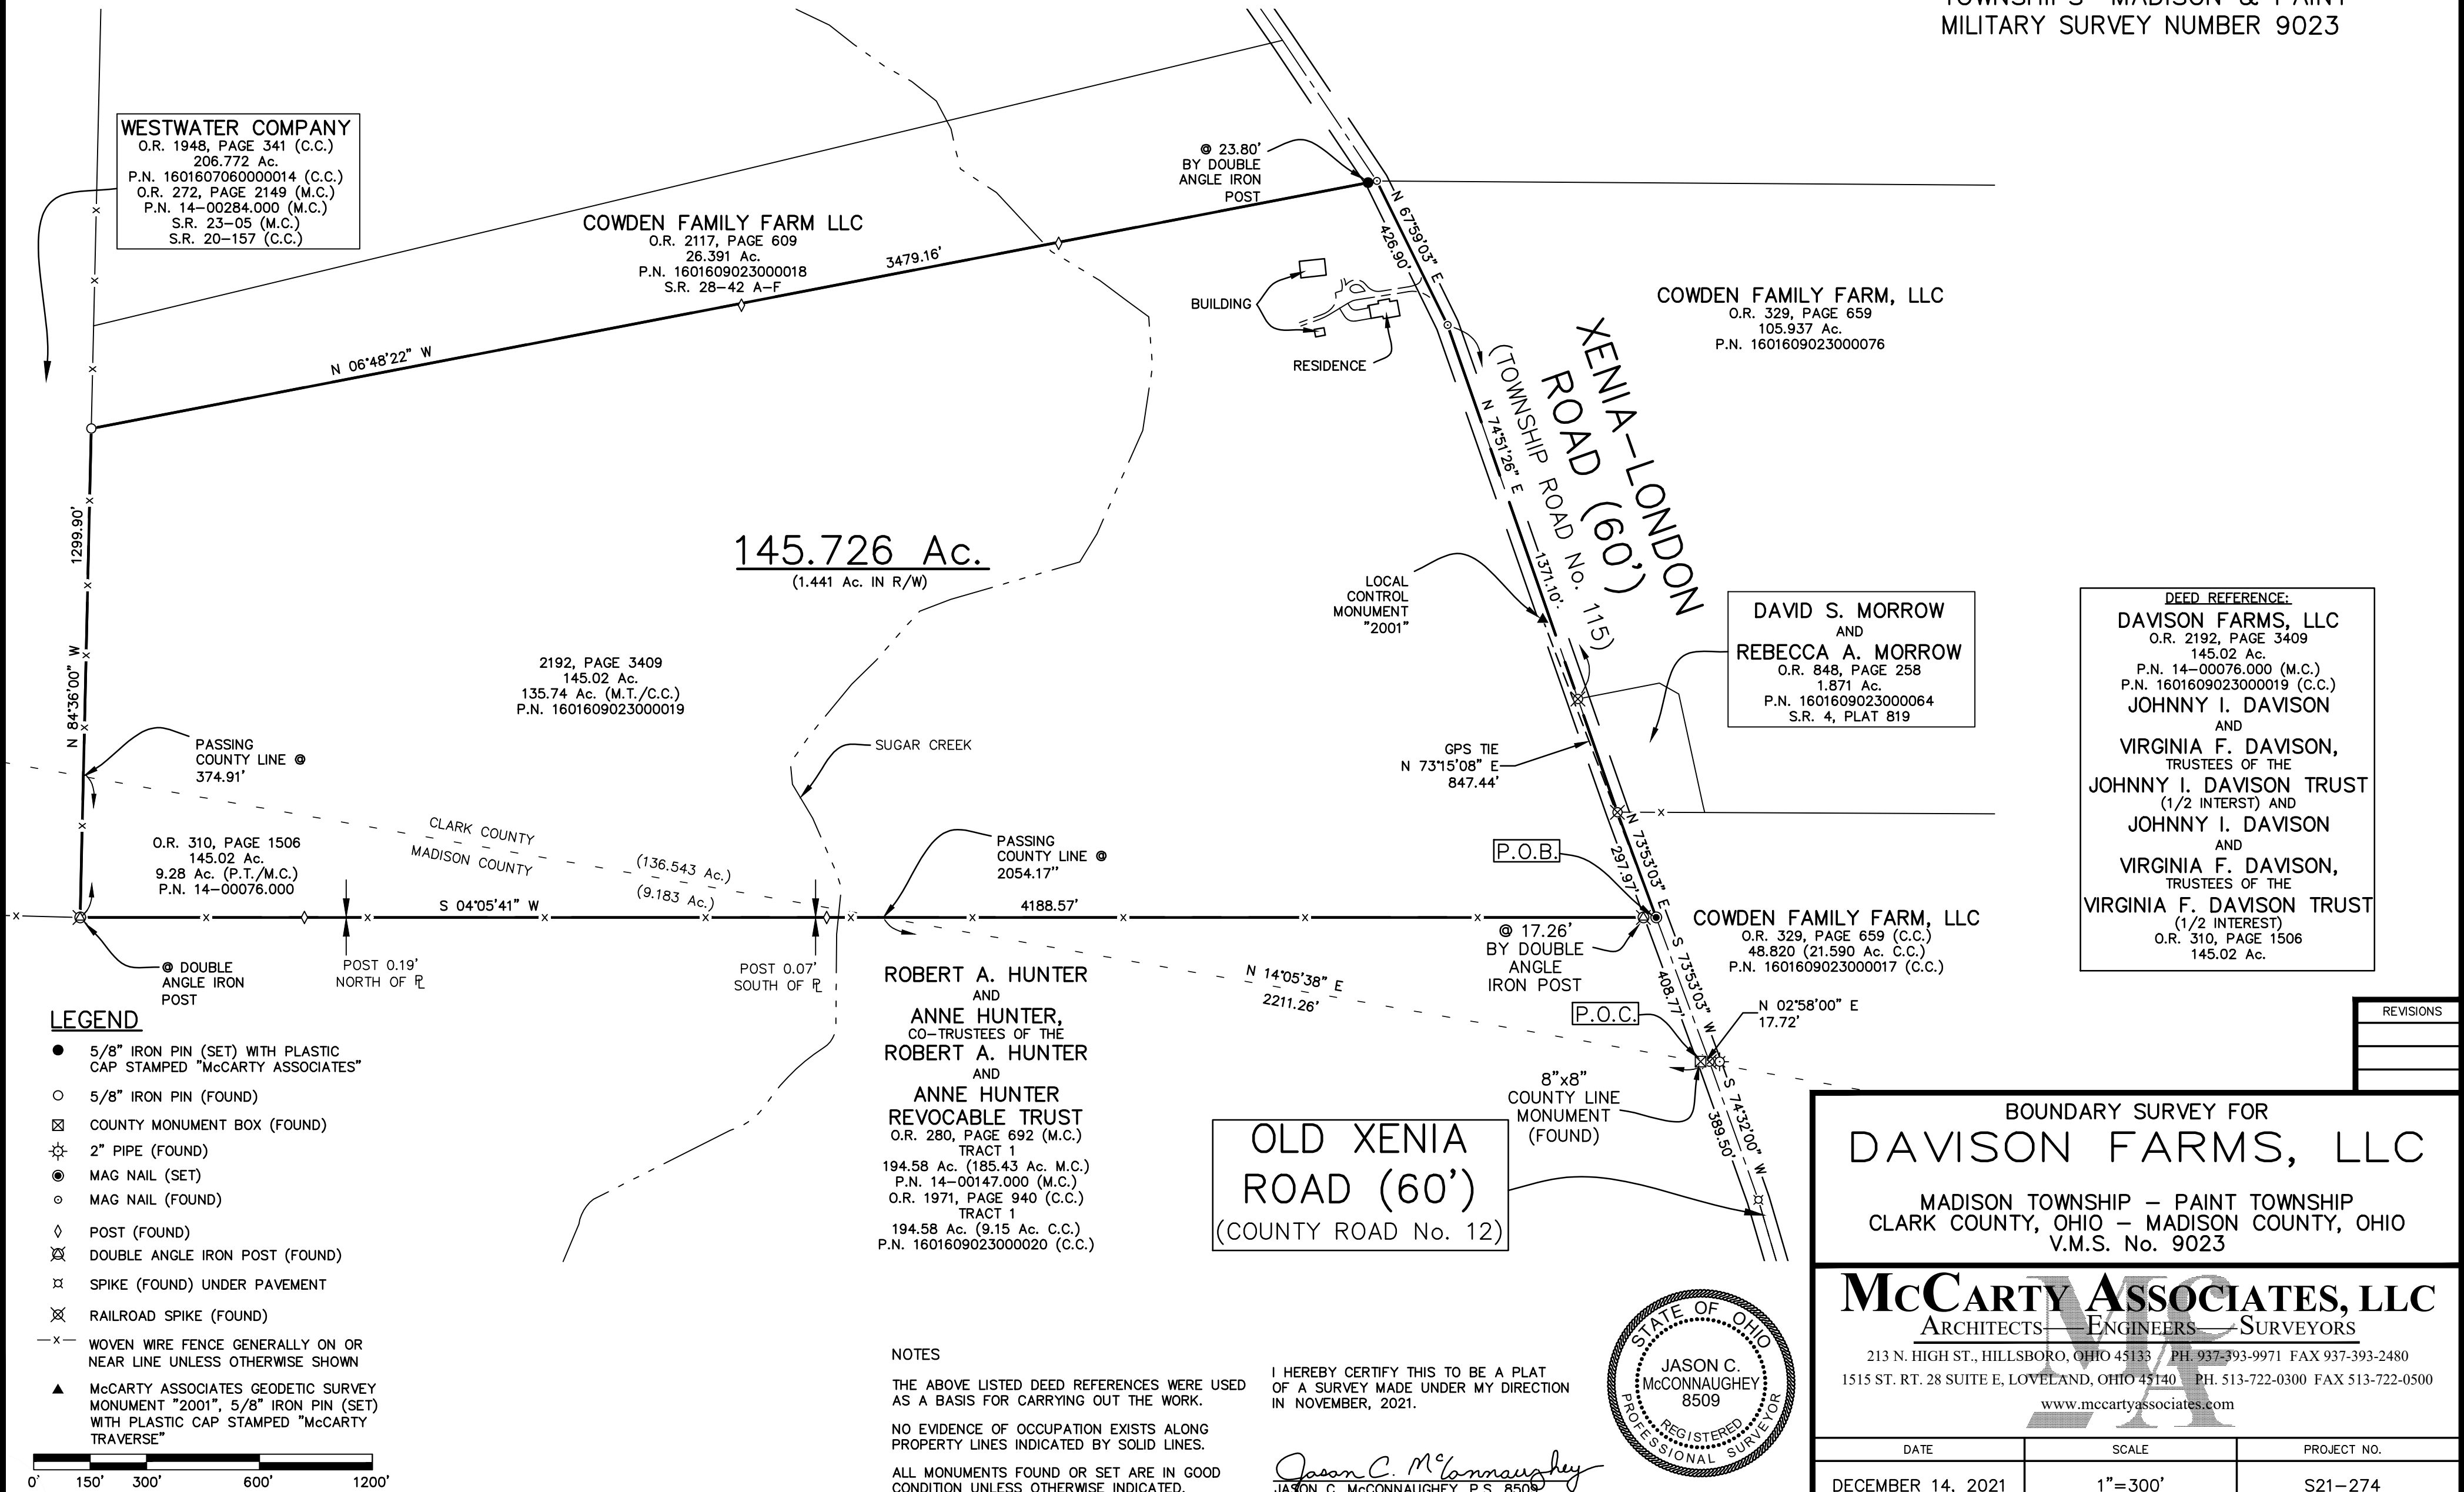 MILITARY SURVEY NUMBER 9023
WESTWATER COMPANY
O.R. 1948, PAGE 341 (C.C.)
206.772 Ac.
P.N. 1601607060000014 (C.C.)
O.R. 272, PAGE 2149 (M.C.)
P.N. 14-00284.000 (M.C.)
S.R. 23-05 (M.C.)
S.R. 20-157 (C.C.)
COWDEN FAMILY FARM LLC
O.R. 2117, PAGE 609
26.391 Ac.
P.N. 1601609023000018
S.R. 28-42 A-F
3479.16'
N 06°48'22" W
@ 23.80'
BY DOUBLE
ANGLE IRON
POST
N 67°59'03" E
426.90'
BUILDING
RESIDENCE
COWDEN FAMILY FARM, LLC
O.R. 329, PAGE 659
105.937 Ac.
P.N. 1601609023000076
XENIA-LONDON
ROAD (60')
(TOWNSHIP ROAD No. 115)
N 74°51'26" E
1371.10'
1299.90'
N 84°36'00" W
145.726 Ac.
(1.441 Ac. IN R/W)
LOCAL
CONTROL
MONUMENT
"2001"
DAVID S. MORROW
AND
REBECCA A. MORROW
O.R. 848, PAGE 258
1.871 Ac.
P.N. 1601609023000064
S.R. 4, PLAT 819
DEED REFERENCE:
DAVISON FARMS, LLC
O.R. 2192, PAGE 3409
145.02 Ac.
P.N. 14-00076.000 (M.C.)
P.N. 1601609023000019 (C.C.)
JOHNNY I. DAVISON
AND
VIRGINIA F. DAVISON,
TRUSTEES OF THE
JOHNNY I. DAVISON TRUST
(1/2 INTERST) AND
JOHNNY I. DAVISON
AND
VIRGINIA F. DAVISON,
TRUSTEES OF THE
VIRGINIA F. DAVISON TRUST
(1/2 INTEREST)
O.R. 310, PAGE 1506
145.02 Ac.
2192, PAGE 3409
145.02 Ac.
135.74 Ac. (M.T./C.C.)
P.N. 1601609023000019
PASSING
COUNTY LINE @
374.91'
SUGAR CREEK
GPS TIE
N 73°15'08" E
847.44'
CLARK COUNTY
MADISON COUNTY
(136.543 Ac.)
(9.183 Ac.)
O.R. 310, PAGE 1506
145.02 Ac.
9.28 Ac. (P.T./M.C.)
P.N. 14-00076.000
PASSING
COUNTY LINE @
2054.17"
P.O.B.
N 73°53'03" E
297.97'
S 04°05'41" W
4188.57'
@ DOUBLE
ANGLE IRON
POST
POST 0.19'
NORTH OF PL
POST 0.07'
SOUTH OF PL
@ 17.26'
BY DOUBLE
ANGLE
IRON POST
COWDEN FAMILY FARM, LLC
O.R. 329, PAGE 659 (C.C.)
48.820 (21.590 Ac. C.C.)
P.N. 1601609023000017 (C.C.)
S 73°53'03" W
408.77'
N 14°05'38" E
2211.26'
P.O.C.
N 02°58'00" E
17.72'
ROBERT A. HUNTER
AND
ANNE HUNTER,
CO-TRUSTEES OF THE
ROBERT A. HUNTER
AND
ANNE HUNTER
REVOCABLE TRUST
O.R. 280, PAGE 692 (M.C.)
TRACT 1
194.58 Ac. (185.43 Ac. M.C.)
P.N. 14-00147.000 (M.C.)
O.R. 1971, PAGE 940 (C.C.)
TRACT 1
194.58 Ac. (9.15 Ac. C.C.)
P.N. 1601609023000020 (C.C.)
8"x8"
COUNTY LINE
MONUMENT
(FOUND)
S 74°32'00" W
389.50'
OLD XENIA
ROAD (60')
(COUNTY ROAD No. 12)
LEGEND
5/8" IRON PIN (SET) WITH PLASTIC
CAP STAMPED "McCARTY ASSOCIATES"
5/8" IRON PIN (FOUND)
COUNTY MONUMENT BOX (FOUND)
2" PIPE (FOUND)
MAG NAIL (SET)
MAG NAIL (FOUND)
POST (FOUND)
DOUBLE ANGLE IRON POST (FOUND)
SPIKE (FOUND) UNDER PAVEMENT
RAILROAD SPIKE (FOUND)
WOVEN WIRE FENCE GENERALLY ON OR
NEAR LINE UNLESS OTHERWISE SHOWN
McCARTY ASSOCIATES GEODETIC SURVEY
MONUMENT "2001", 5/8" IRON PIN (SET)
WITH PLASTIC CAP STAMPED "McCARTY
TRAVERSE"
0' 150' 300' 600' 1200'
NOTES
THE ABOVE LISTED DEED REFERENCES WERE USED
AS A BASIS FOR CARRYING OUT THE WORK.
NO EVIDENCE OF OCCUPATION EXISTS ALONG
PROPERTY LINES INDICATED BY SOLID LINES.
ALL MONUMENTS FOUND OR SET ARE IN GOOD
CONDITION UNLESS OTHERWISE INDICATED.
I HEREBY CERTIFY THIS TO BE A PLAT
OF A SURVEY MADE UNDER MY DIRECTION
IN NOVEMBER, 2021.
Jason C. McConnaughey
JASON C. McCONNAUGHEY, P.S. 8509
STATE OF OHIO
JASON C.
McCONNAUGHEY
8509
REGISTERED
PROFESSIONAL SURVEYOR
REVISIONS
BOUNDARY SURVEY FOR
DAVISON FARMS, LLC
MADISON TOWNSHIP - PAINT TOWNSHIP
CLARK COUNTY, OHIO - MADISON COUNTY, OHIO
V.M.S. No. 9023
McCARTY ASSOCIATES, LLC
ARCHITECTS—ENGINEERS—SURVEYORS
213 N. HIGH ST., HILLSBORO, OHIO 45133 PH. 937-393-9971 FAX 937-393-2480
1515 ST. RT. 28 SUITE E, LOVELAND, OHIO 45140 PH. 513-722-0300 FAX 513-722-0500
www.mccartyassociates.com
DATE SCALE PROJECT NO.
DECEMBER 14, 2021 1"=300' S21-274